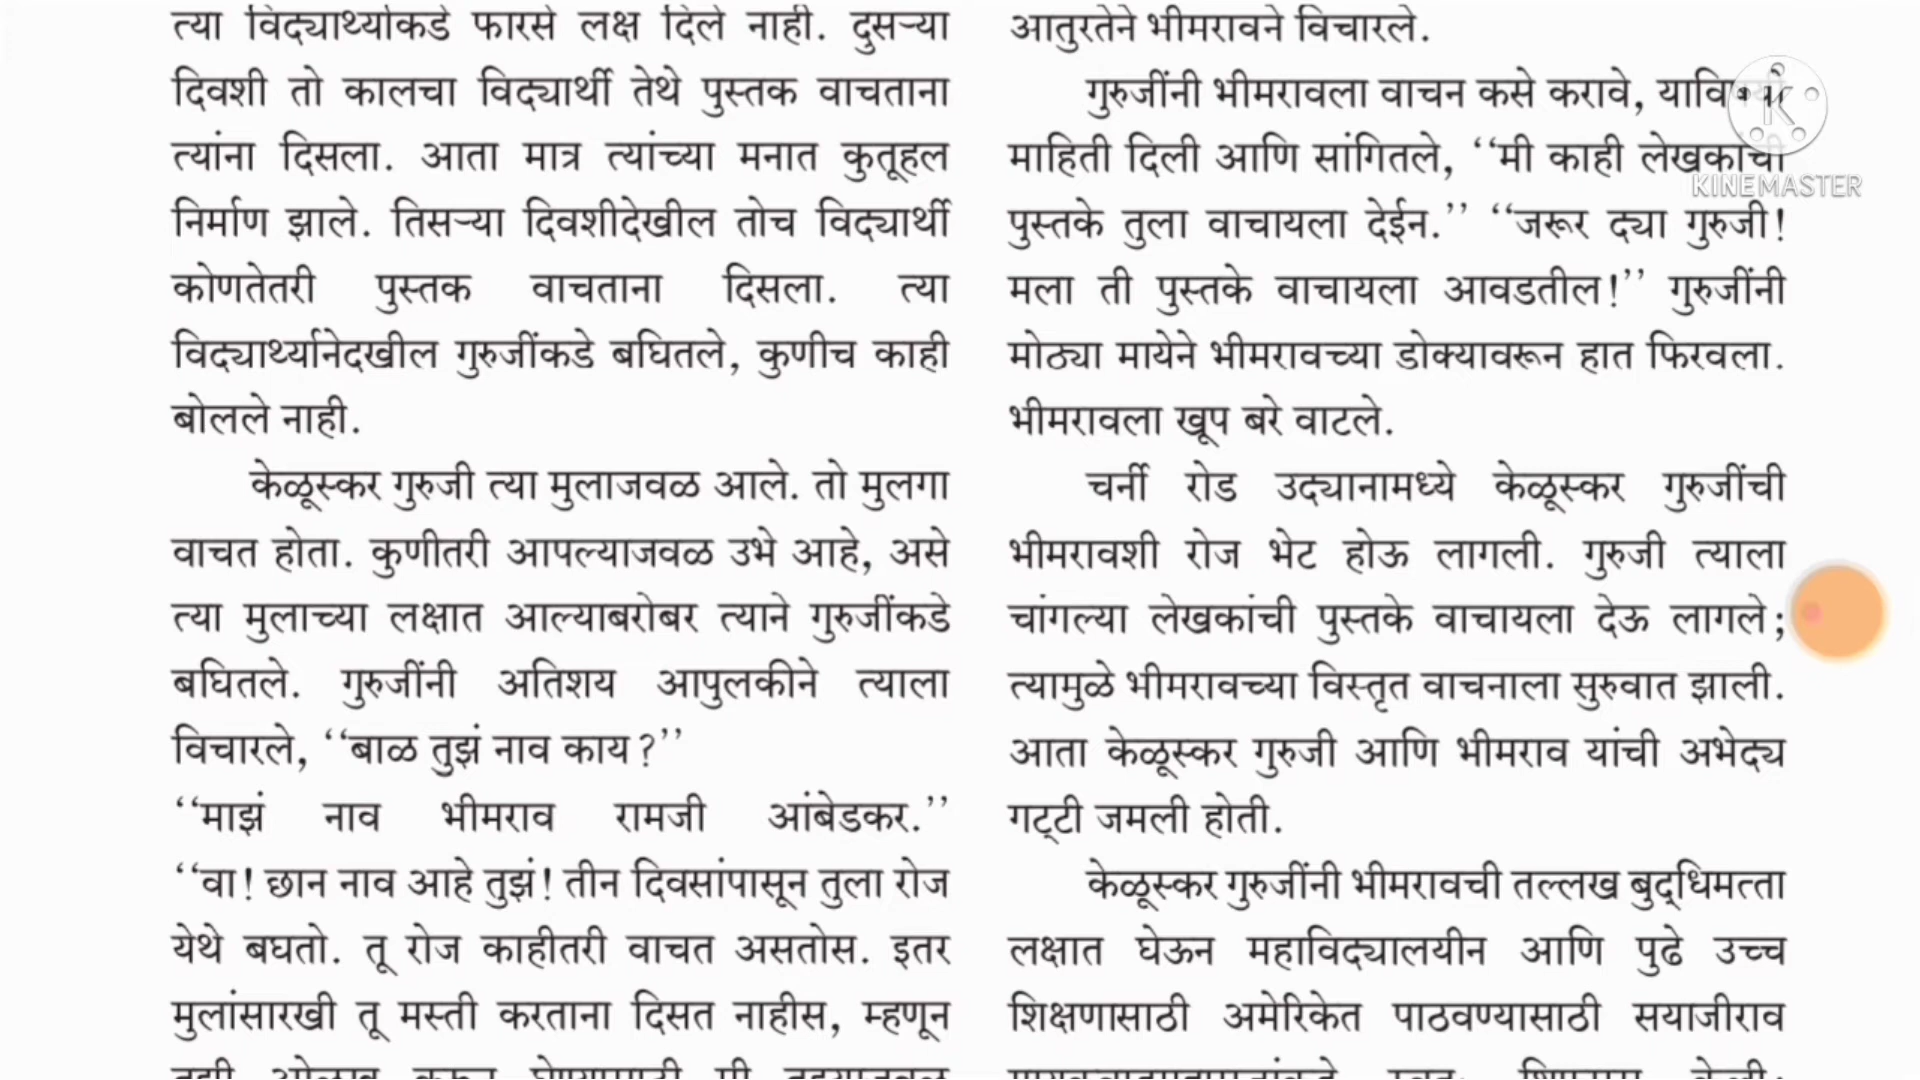 त्या विद्यार्थ्यांकडे फारसे लक्ष दिले नाही. दुसऱ्या
दिवशी तो कालचा विद्यार्थी तेथे पुस्तक वाचताना
त्यांना दिसला. आता मात्र त्यांच्या मनात कुतूहल
निर्माण झाले. तिसऱ्या दिवशीदेखील तोच विद्यार्थी
कोणतेतरी पुस्तक वाचताना दिसला. त्या
विद्यार्थ्यानेदखील गुरुजींकडे बघितले, कुणीच काही
बोलले नाही.
केळूस्कर गुरुजी त्या मुलाजवळ आले. तो मुलगा
वाचत होता. कुणीतरी आपल्याजवळ उभे आहे, असे
त्या मुलाच्या लक्षात आल्याबरोबर त्याने गुरुजींकडे
बघितले. गुरुजींनी अतिशय आपुलकीने त्याला
विचारले, ‘‘बाळ तुझं नाव काय?’’
‘‘माझं नाव भीमराव रामजी आंबेडकर.’’
‘‘वा! छान नाव आहे तुझं! तीन दिवसांपासून तुला रोज
येथे बघतो. तू रोज काहीतरी वाचत असतोस. इतर
मुलांसारखी तू मस्ती करताना दिसत नाहीस, म्हणून
आतुरतेने भीमरावने विचारले.
गुरुजींनी भीमरावला वाचन कसे करावे,
माहिती दिली आणि सांगितले, ‘‘मी काही लेखकांची
पुस्तके तुला वाचायला देईन.’’ ‘‘जरूर द्या गुरुजी!
मला ती पुस्तके वाचायला आवडतील!’’ गुरुजींनी
मोठ्या मायेने भीमरावच्या डोक्यावरून हात फिरवला.
भीमरावला खूप बरे वाटले.
चर्नी रोड उद्यानामध्ये केळूस्कर गुरुजींची
भीमरावशी रोज भेट होऊ लागली. गुरुजी त्याला
चांगल्या लेखकांची पुस्तके वाचायला देऊ लागले;
त्यामुळे भीमरावच्या विस्तृत वाचनाला सुरुवात झाली.
आता केळूस्कर गुरुजी आणि भीमराव यांची अभेद्य
गट्‌टी जमली होती.
केळूस्कर गुरुजींनी भीमरावची तल्लख बुद्‌धिमत्ता
लक्षात घेऊन महाविद्यालयीन आणि पुढे उच्च
शिक्षणासाठी अमेरिकेत पाठवण्यासाठी सयाजीराव
K
KINEMASTER